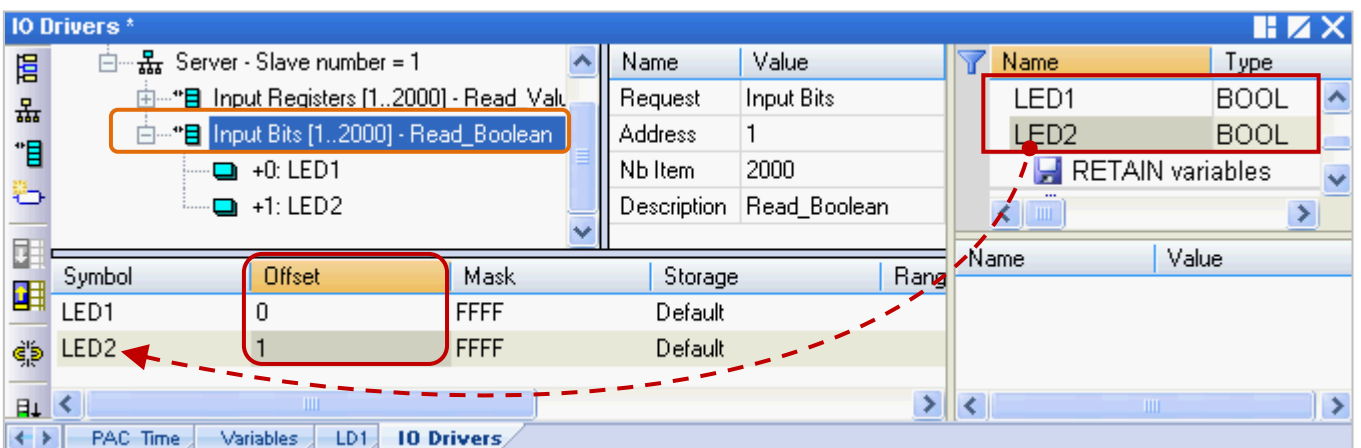 IO Drivers *
Server - Slave number = 1
Input Registers [1..2000] - Read_Valu
Input Bits [1..2000] - Read_Boolean
+0: LED1
+1: LED2
Name Value
Request Input Bits
Address 1
Nb Item 2000
Description Read_Boolean
Name Type
LED1 BOOL
LED2 BOOL
RETAIN variables
Symbol Offset Mask Storage Rang
LED1 0 FFFF Default
LED2 1 FFFF Default
Name Value
PAC Time Variables LD1 IO Drivers